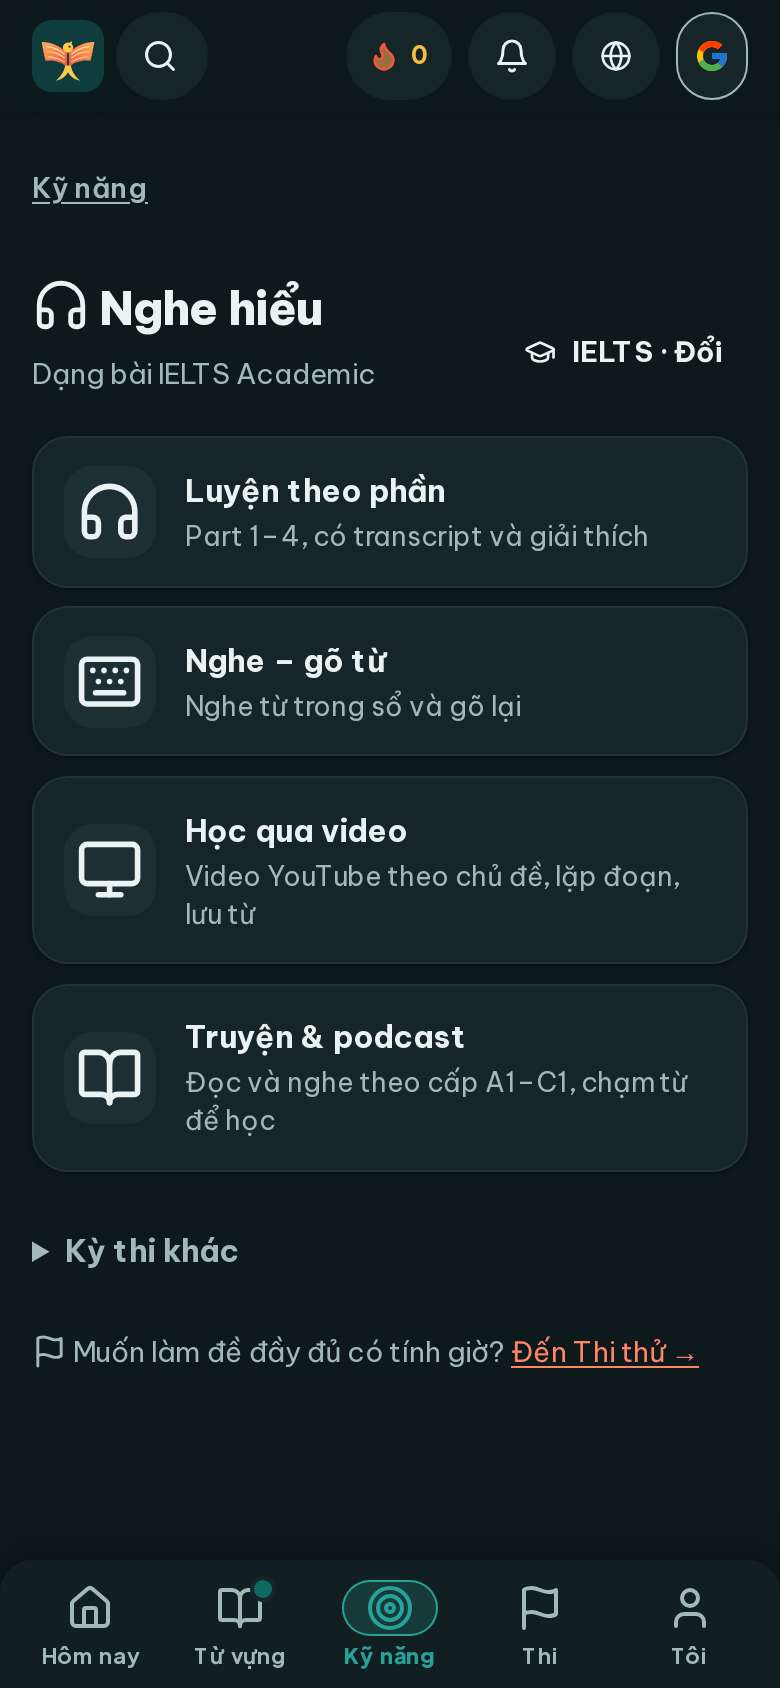 0
Kỹ năng
Nghe hiểu
Dạng bài IELTS Academic
IELTS · Đổi
Luyện theo phần
Part 1–4, có transcript và giải thích
Nghe – gõ từ
Nghe từ trong sổ và gõ lại
Học qua video
Video YouTube theo chủ đề, lặp đoạn,
lưu từ
Truyện & podcast
Đọc và nghe theo cấp A1–C1, chạm từ
để học
Kỳ thi khác
Muốn làm đề đầy đủ có tính giờ? Đến Thi thử →
Hôm nay
Từ vựng
Kỹ năng
Thi
Tôi